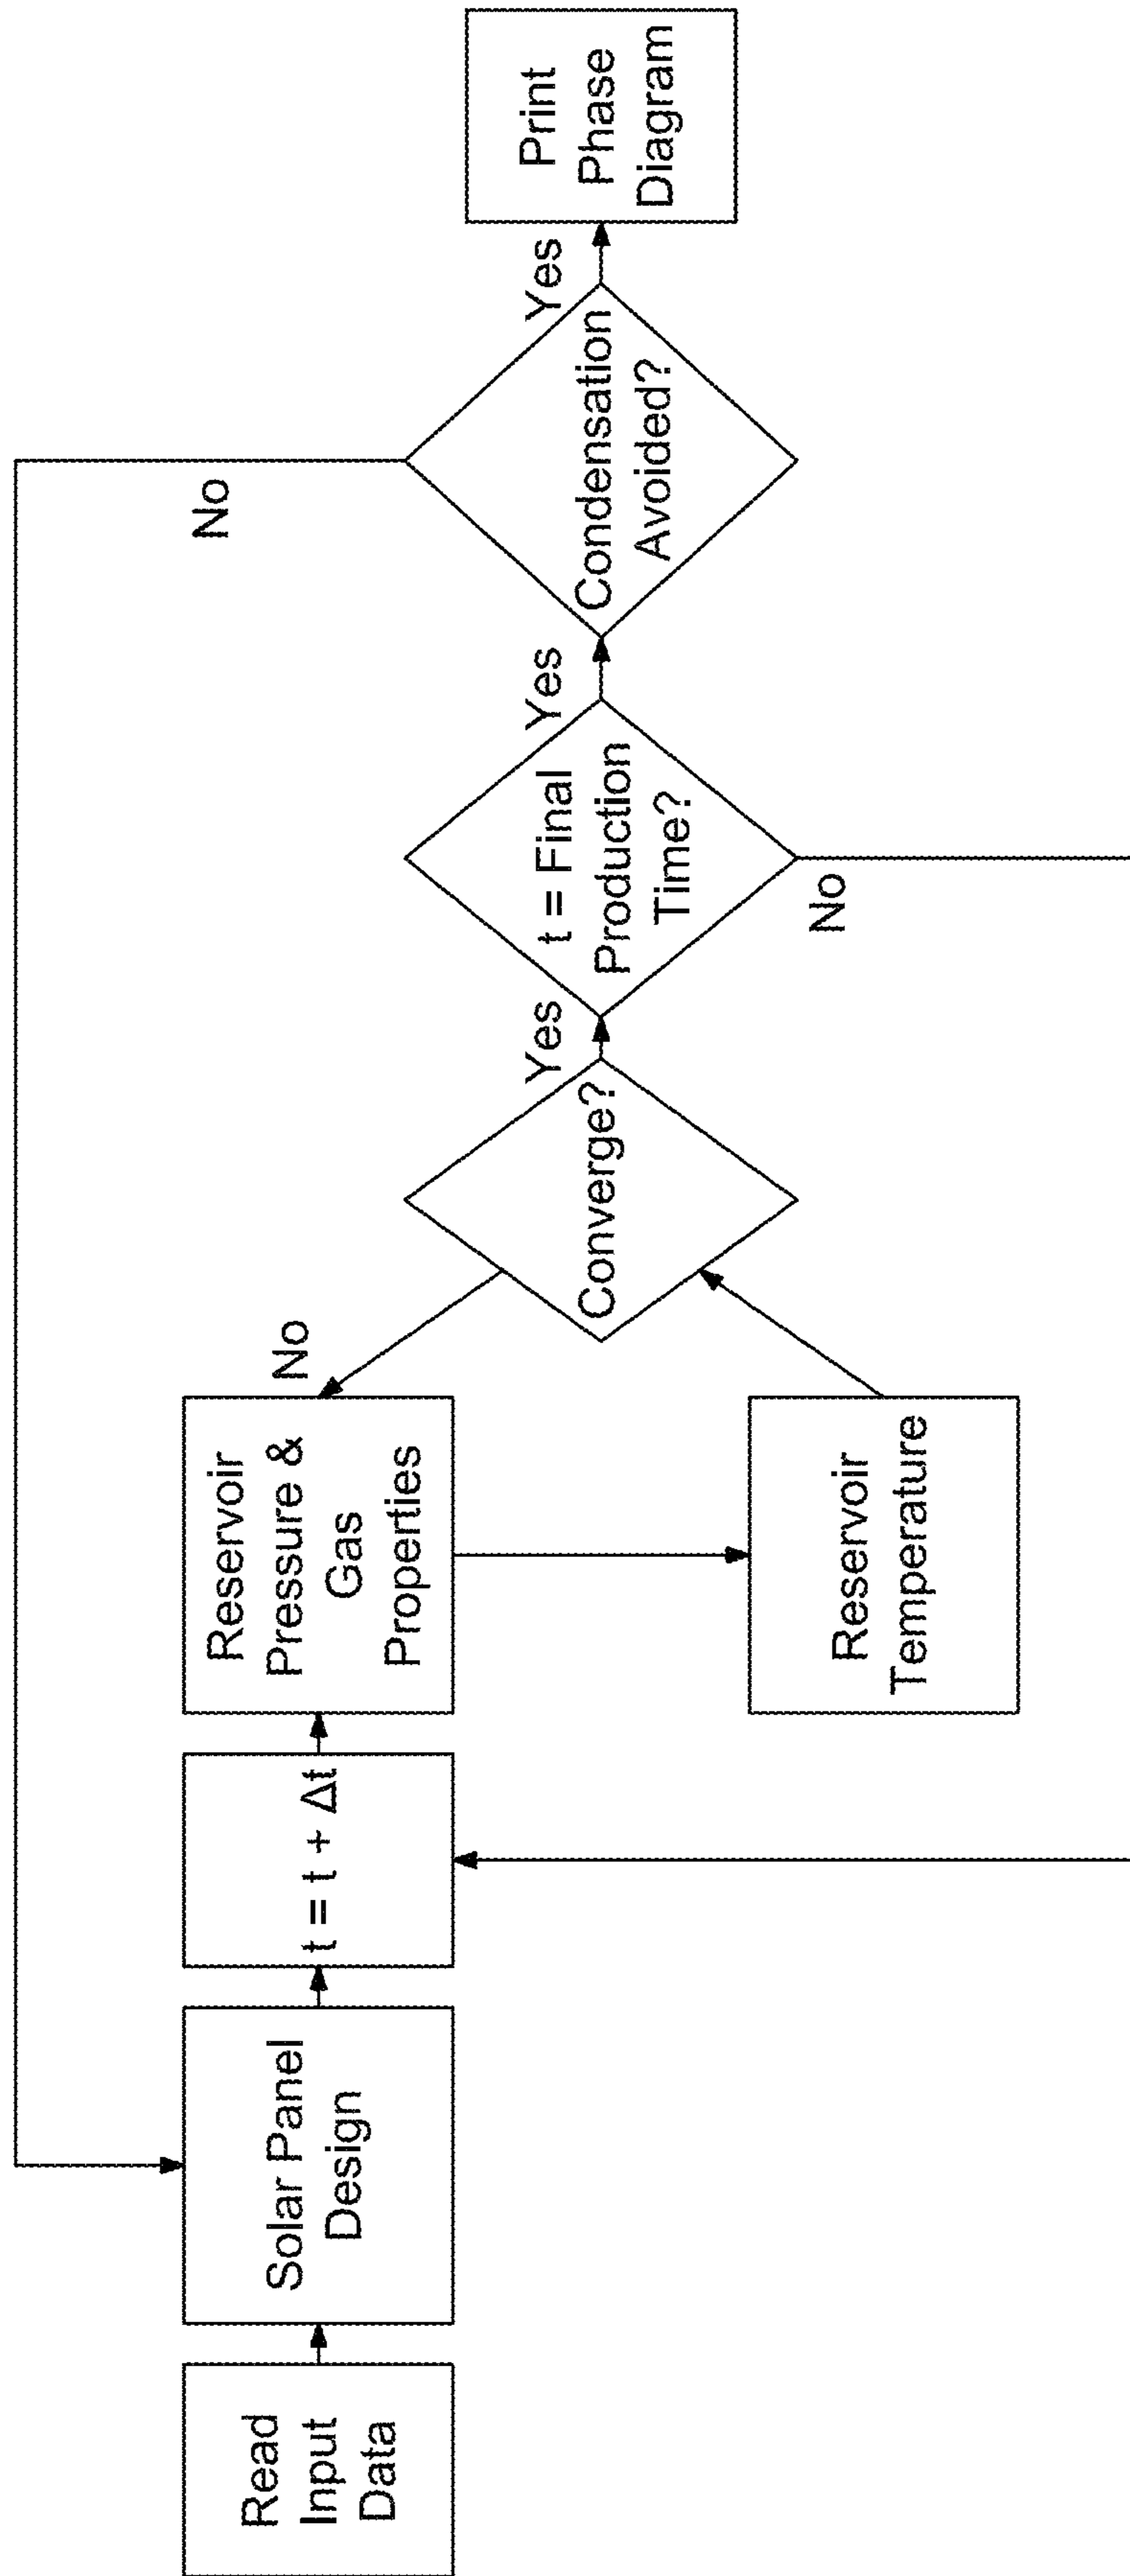 Read
Input
Data
Solar Panel
Design
t = t + Δt
Reservoir
Pressure &
Gas
Properties
Reservoir
Temperature
No
Converge?
Yes
t = Final
Production
Time?
No
Yes
Condensation
Avoided?
No
Yes
Print
Phase
Diagram